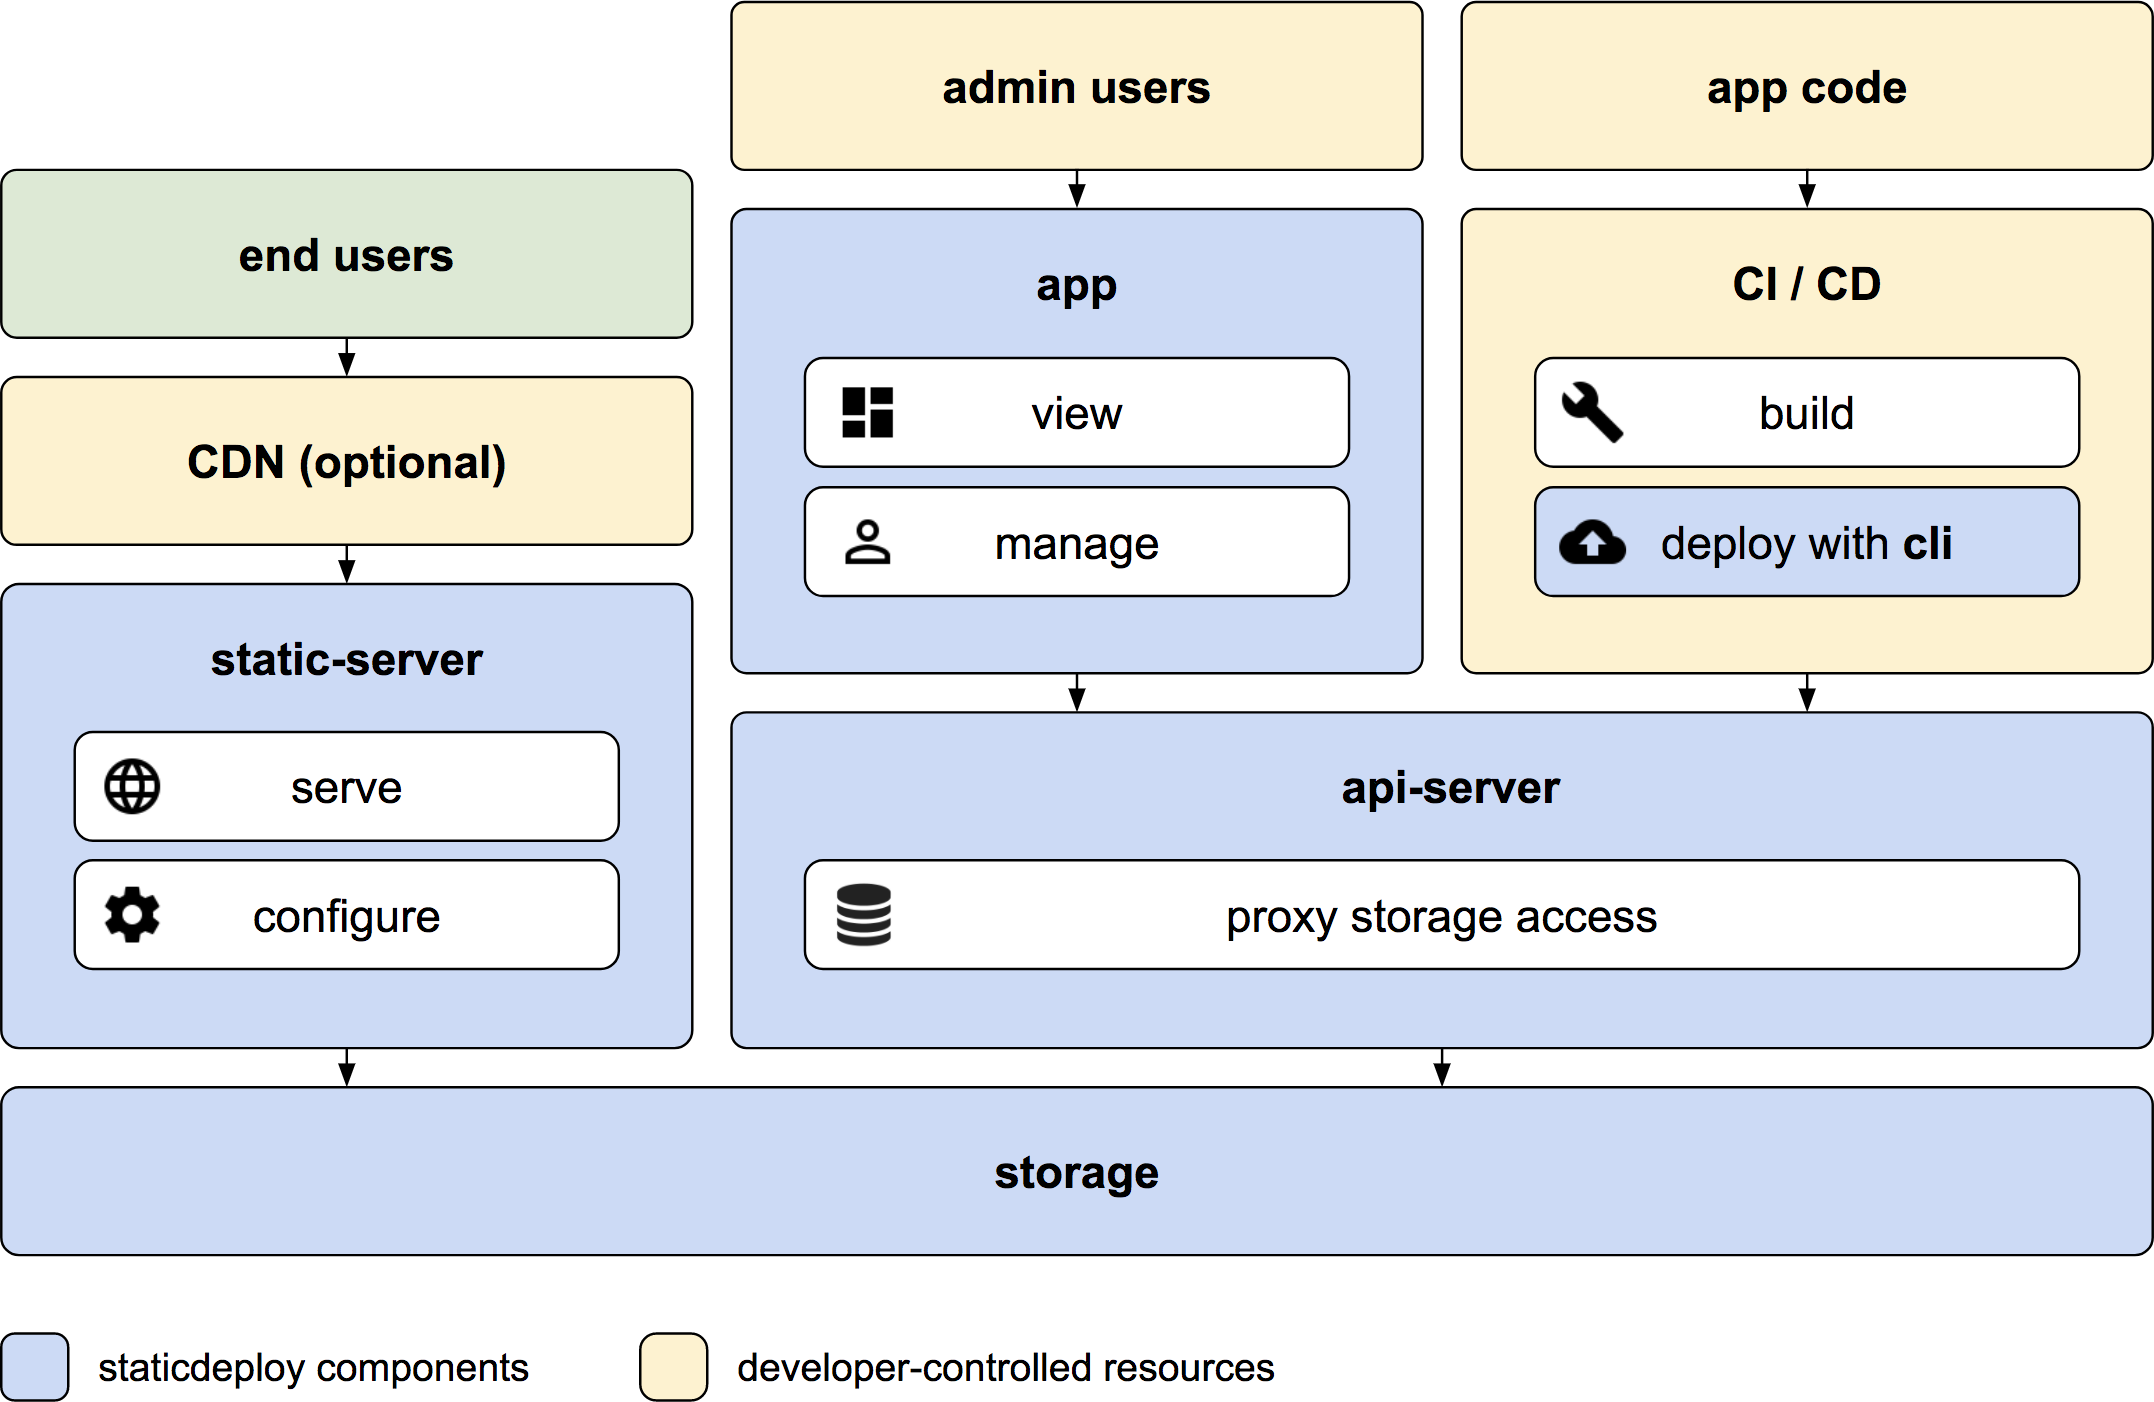 admin users
app code
end users
app
CI / CD
view
build
CDN (optional)
manage
deploy with cli
static-server
serve
api-server
configure
proxy storage access
storage
staticdeploy components
developer-controlled resources